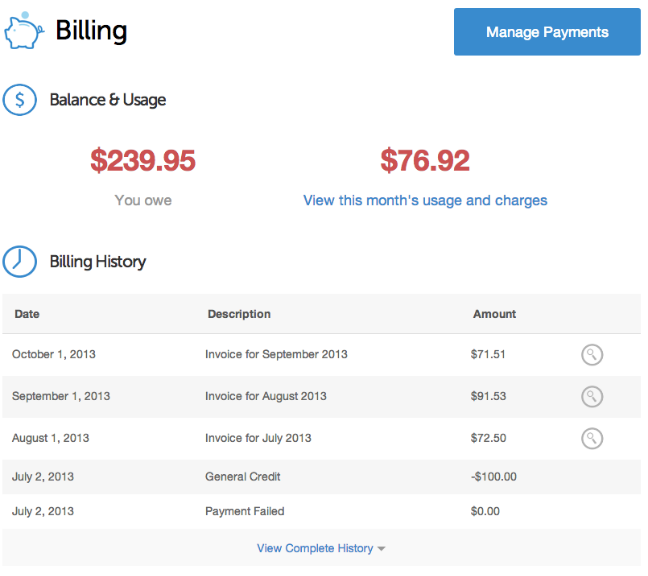 Billing
Manage Payments
$
Balance & Usage
$239.95 $76.92
You owe View this month's usage and charges
Billing History
Date Description Amount
October 1, 2013 Invoice for September 2013 $71.51
September 1, 2013 Invoice for August 2013 $91.53
August 1, 2013 Invoice for July 2013 $72.50
July 2, 2013 General Credit -$100.00
July 2, 2013 Payment Failed $0.00
View Complete History